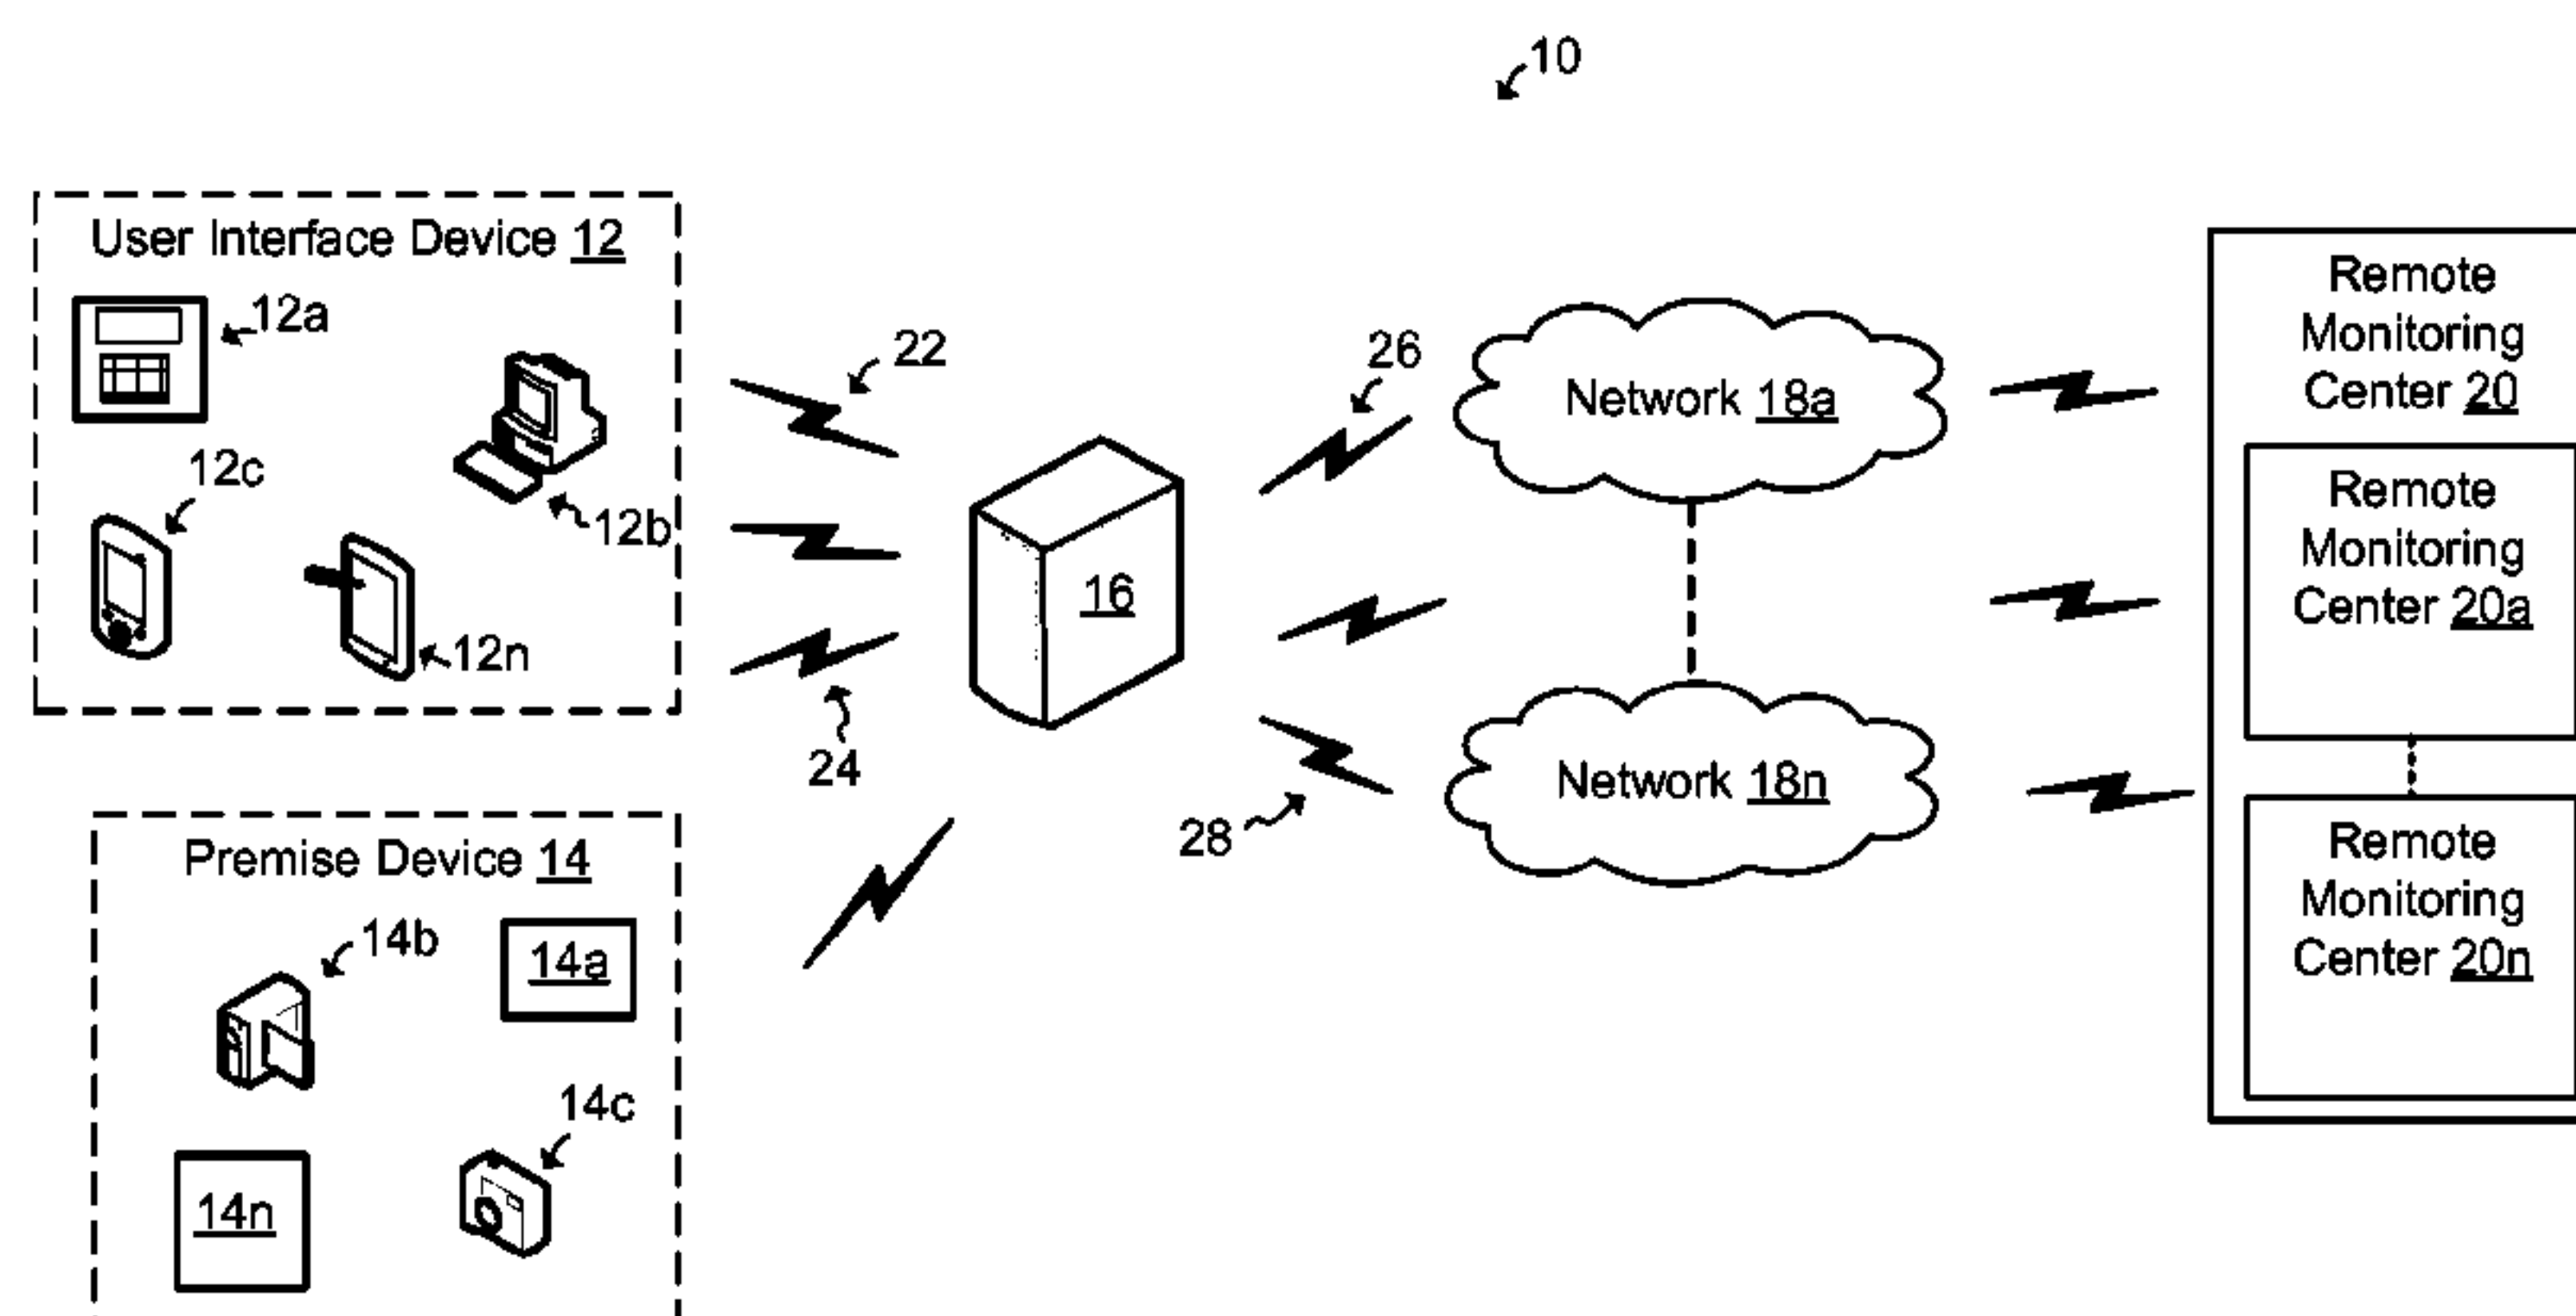 10
User Interface Device 12
12a
12c
12b
12n
22
24
16
26
28
Network 18a
Network 18n
Remote
Monitoring
Center 20
Remote
Monitoring
Center 20a
Remote
Monitoring
Center 20n
Premise Device 14
14b
14a
14c
14n